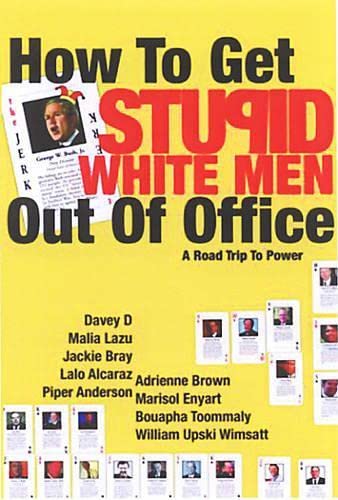 How To Get
STUPID
WHITE MEN
Out Of Office
A Road Trip To Power
JERK
George W. Bush, Jr.
JERK
Davey D
Malia Lazu
Jackie Bray
Lalo Alcaraz
Piper Anderson
Adrienne Brown
Marisol Enyart
Bouapha Toommaly
William Upski Wimsatt